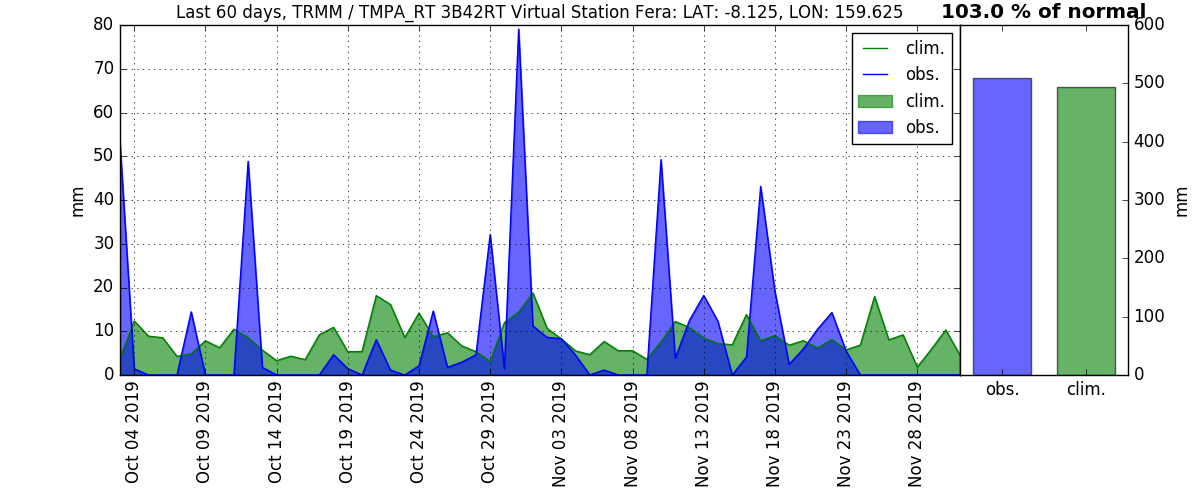 Last 60 days, TRMM / TMPA_RT 3B42RT Virtual Station Fera: LAT: -8.125, LON: 159.625
103.0 % of normal
80
70
60
50
40
30
20
10
0
mm
clim.
obs.
clim.
obs.
600
500
400
300
200
100
0
mm
Oct 04 2019
Oct 09 2019
Oct 14 2019
Oct 19 2019
Oct 24 2019
Oct 29 2019
Nov 03 2019
Nov 08 2019
Nov 13 2019
Nov 18 2019
Nov 23 2019
Nov 28 2019
obs.
clim.